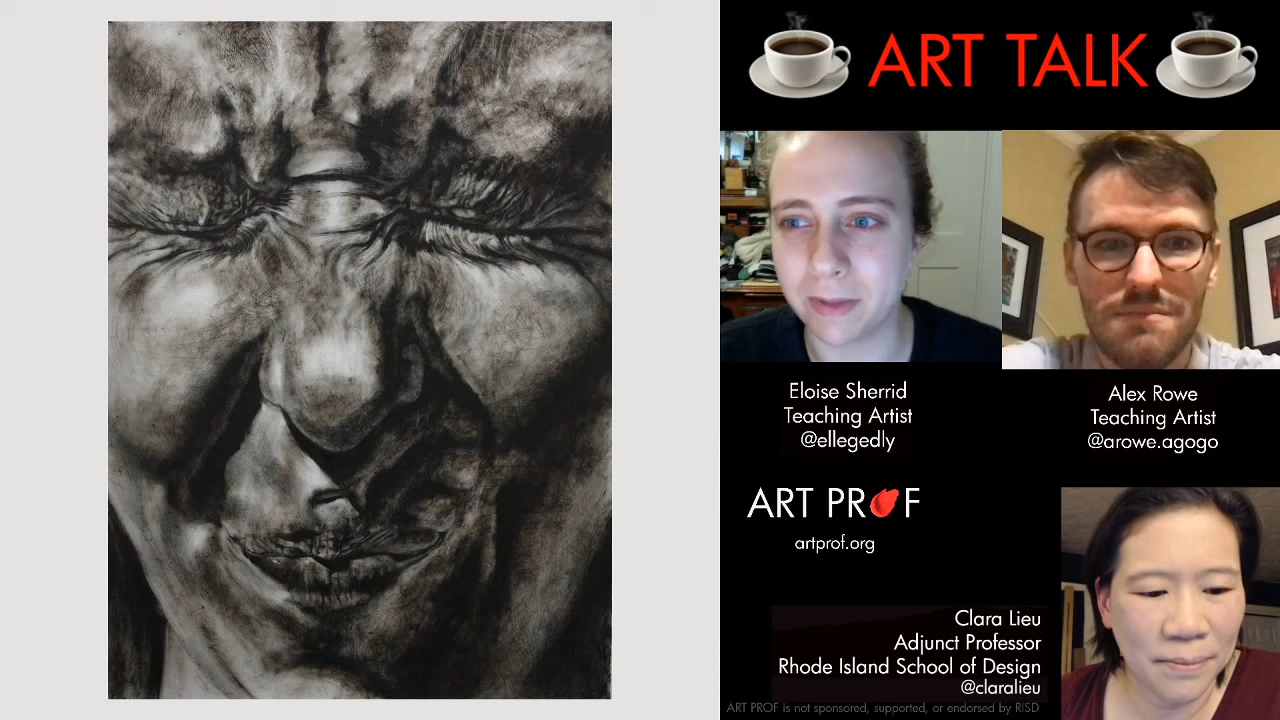 ART TALK
Eloise Sherrid
Teaching Artist
@ellegedly
Alex Rowe
Teaching Artist
@arowe.agogo
ART PROF
artprof.org
Clara Lieu
Adjunct Professor
Rhode Island School of Design
@claralieu
ART PROF is not sponsored, supported, or endorsed by RISD